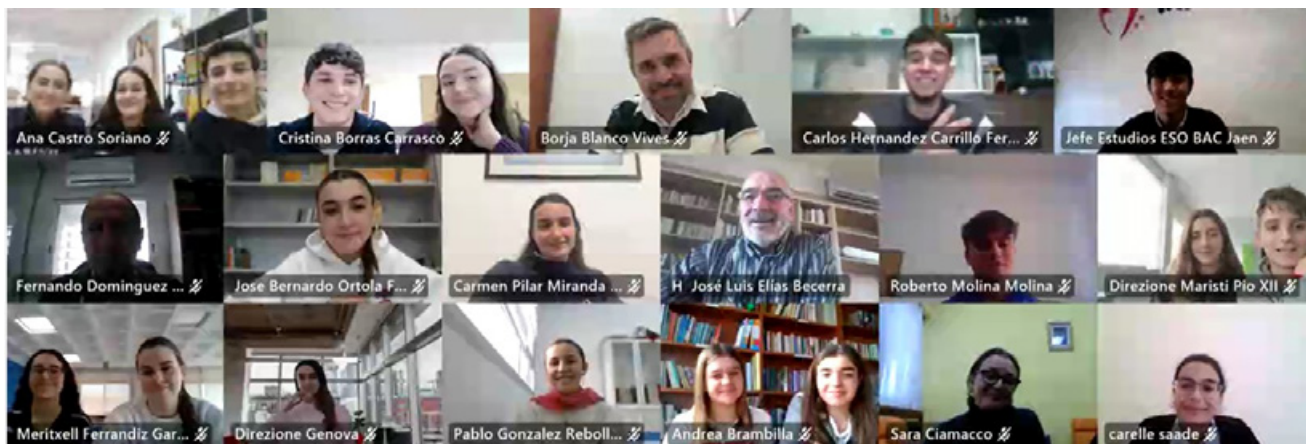 Ana Castro Soriano
Cristina Borras Carrasco
Borja Blanco Vives
Carlos Hernandez Carrillo Fer...
Jefe Estudios ESO BAC Jaen
Fernando Dominguez ...
Jose Bernardo Ortola F...
Carmen Pilar Miranda ...
H José Luis Elías Becerra
Roberto Molina Molina
Direzione Maristi Pío XII
Meritxell Ferrandiz Gar...
Direzione Genova
Pablo Gonzalez Reboll...
Andrea Brambilla
Sara Ciamacco
carelle saade